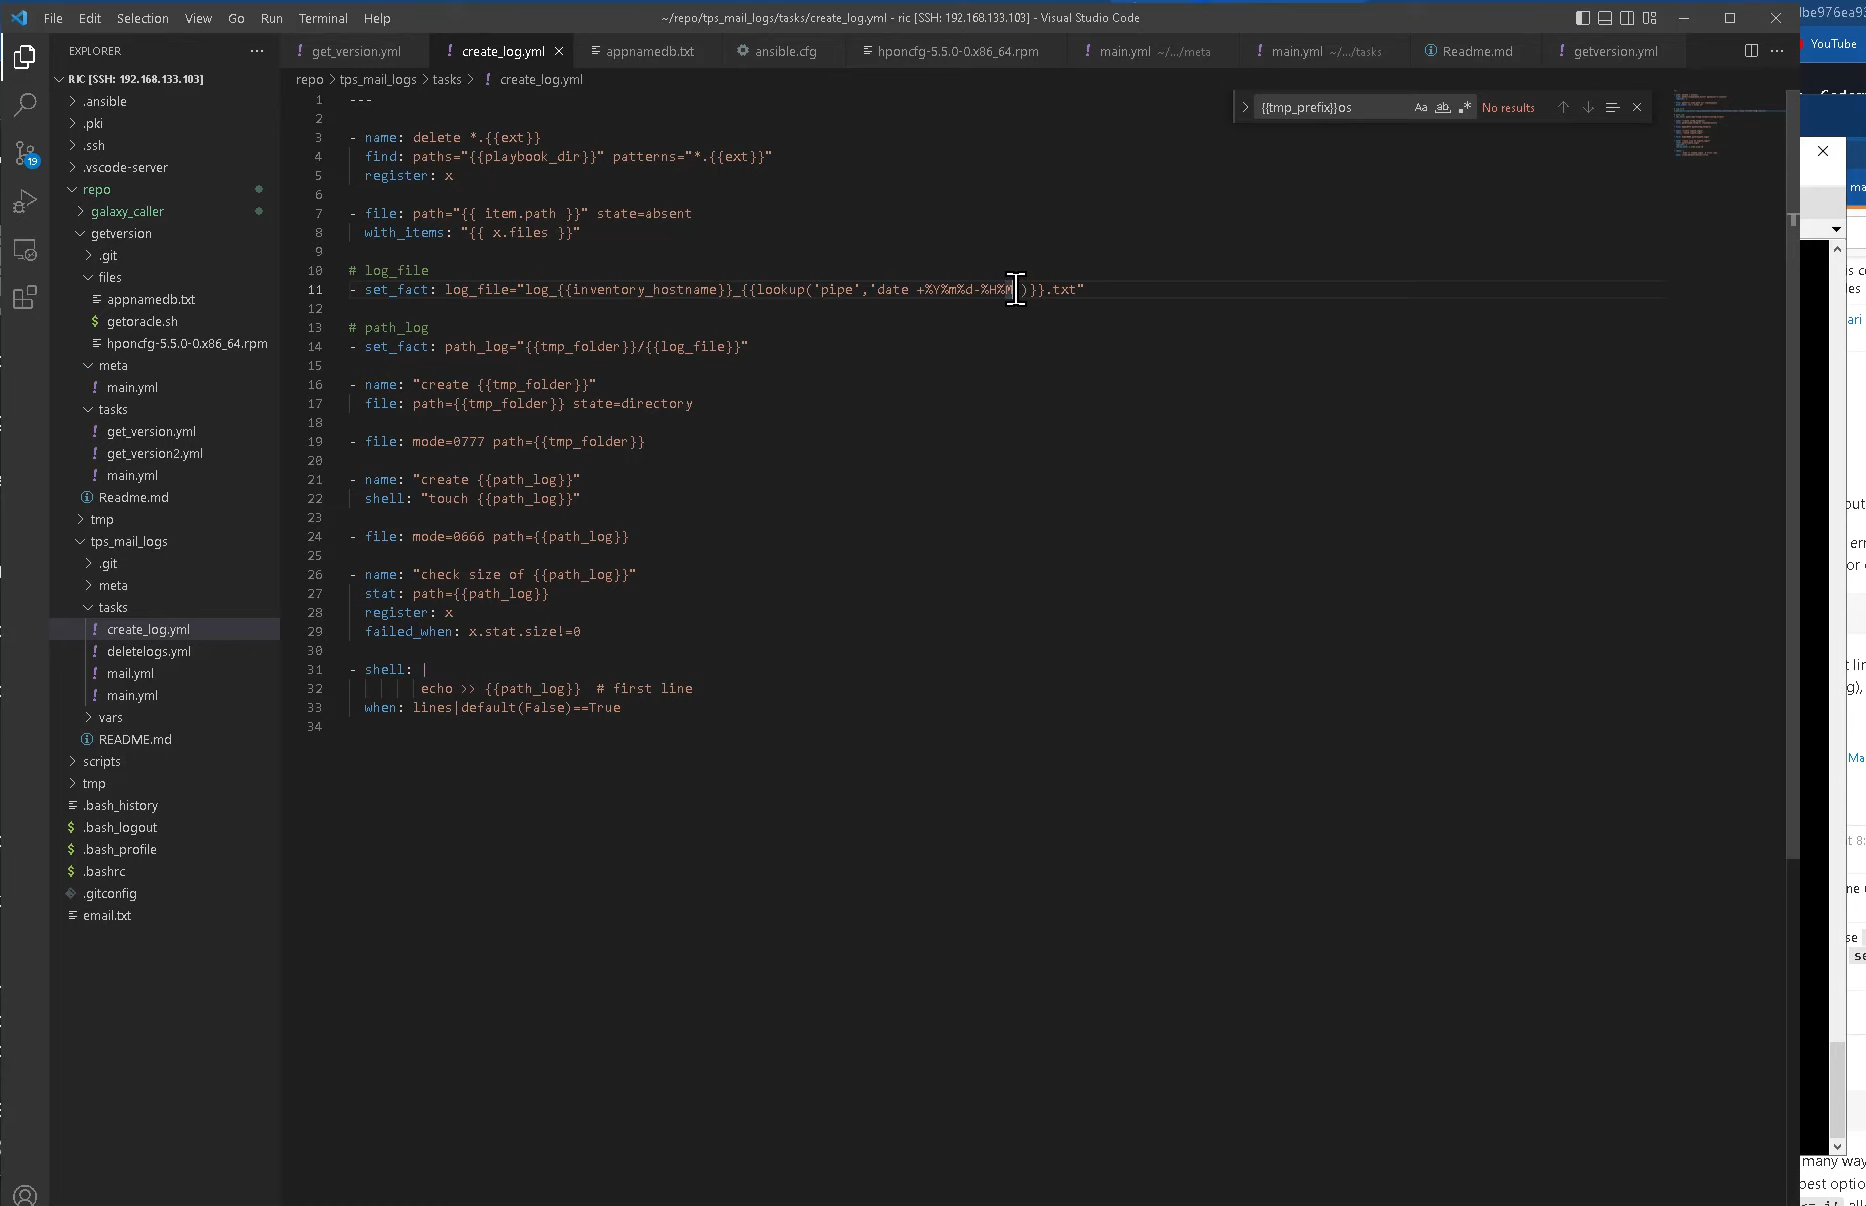 File Edit Selection View Go Run Terminal Help
~/repo/tps_mail_logs/tasks/create_log.yml - ric [SSH: 192.168.133.103] - Visual Studio Code
EXPLORER
RIC [SSH: 192.168.133.103]
.ansible
.pki
.ssh
.vscode-server
repo
galaxy_caller
getversion
.git
files
appnamedb.txt
getoracle.sh
hponcfg-5.5.0-0.x86_64.rpm
meta
main.yml
tasks
get_version.yml
get_version2.yml
main.yml
Readme.md
tmp
tps_mail_logs
.git
meta
tasks
create_log.yml
deletelogs.yml
mail.yml
main.yml
vars
README.md
scripts
tmp
.bash_history
.bash_logout
.bash_profile
.bashrc
.gitconfig
email.txt
19
get_version.yml create_log.yml appnamedb.txt ansible.cfg hponcfg-5.5.0-0.x86_64.rpm main.yml ~/.../meta main.yml ~/.../tasks Readme.md getversion.yml
repo > tps_mail_logs > tasks > ! create_log.yml
{{tmp_prefix}}os Aa ab .* No results
1 ---
2
3 - name: delete *.{{ext}}
4 find: paths="{{playbook_dir}}" patterns="*.{{ext}}"
5 register: x
6
7 - file: path="{{ item.path }}" state=absent
8 with_items: "{{ x.files }}"
9
10 # log_file
11 - set_fact: log_file="log_{{inventory_hostname}}_{{lookup('pipe','date +%Y%m%d-%H%M')}}.txt"
12
13 # path_log
14 - set_fact: path_log="{{tmp_folder}}/{{log_file}}"
15
16 - name: "create {{tmp_folder}}"
17 file: path={{tmp_folder}} state=directory
18
19 - file: mode=0777 path={{tmp_folder}}
20
21 - name: "create {{path_log}}"
22 shell: "touch {{path_log}}"
23
24 - file: mode=0666 path={{path_log}}
25
26 - name: "check size of {{path_log}}"
27 stat: path={{path_log}}
28 register: x
29 failed_when: x.stat.size!=0
30
31 - shell: |
32 echo >> {{path_log}} # first line
33 when: lines|default(False)==True
34
YouTube
many way